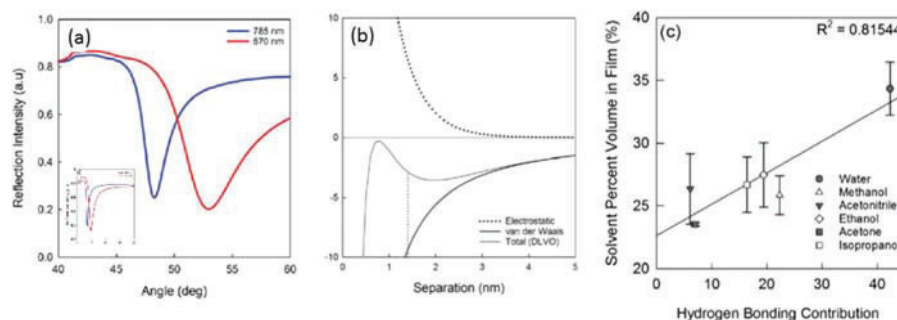 (a)
785 nm
670 nm
Reflection Intensity (a.u)
1.0
0.8
0.6
0.4
0.2
0.0
40
45
50
55
60
Angle (deg)
(b)
10
5
0
-5
-10
Electrostatic
van der Waals
Total (DLVO)
0
1
2
3
4
5
Separation (nm)
(c)
R² = 0.81544
Solvent Percent Volume in Film (%)
40
35
30
25
20
Water
Methanol
Acetonitrile
Ethanol
Acetone
Isopropano
0
10
20
30
40
Hydrogen Bonding Contribution